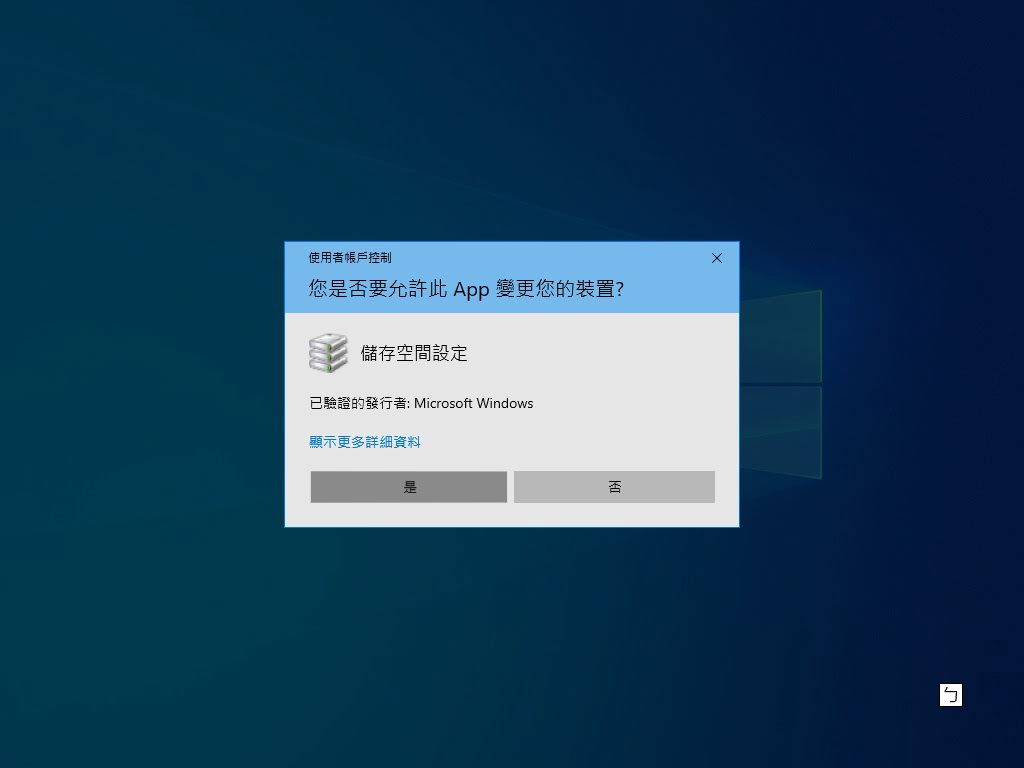 使用者帳戶控制
您是否要允許此 App 變更您的裝置?
儲存空間設定
已驗證的發行者: Microsoft Windows
顯示更多詳細資料
是
否
ㄅ